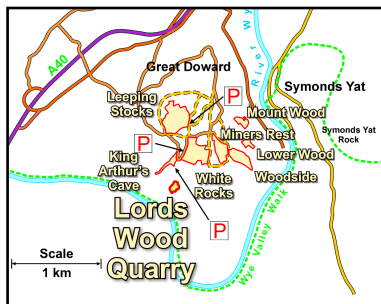 A40
River Wy
Great Doward
Symonds Yat
Leeping
Stocks
P
Mount Wood
Miners Rest
Symonds Yat
Rock
P
King
Arthur's
Cave
White
Rocks
Lower Wood
Woodside
P
Lords
Wood
Quarry
Wye Valley Walk
Scale
1 km